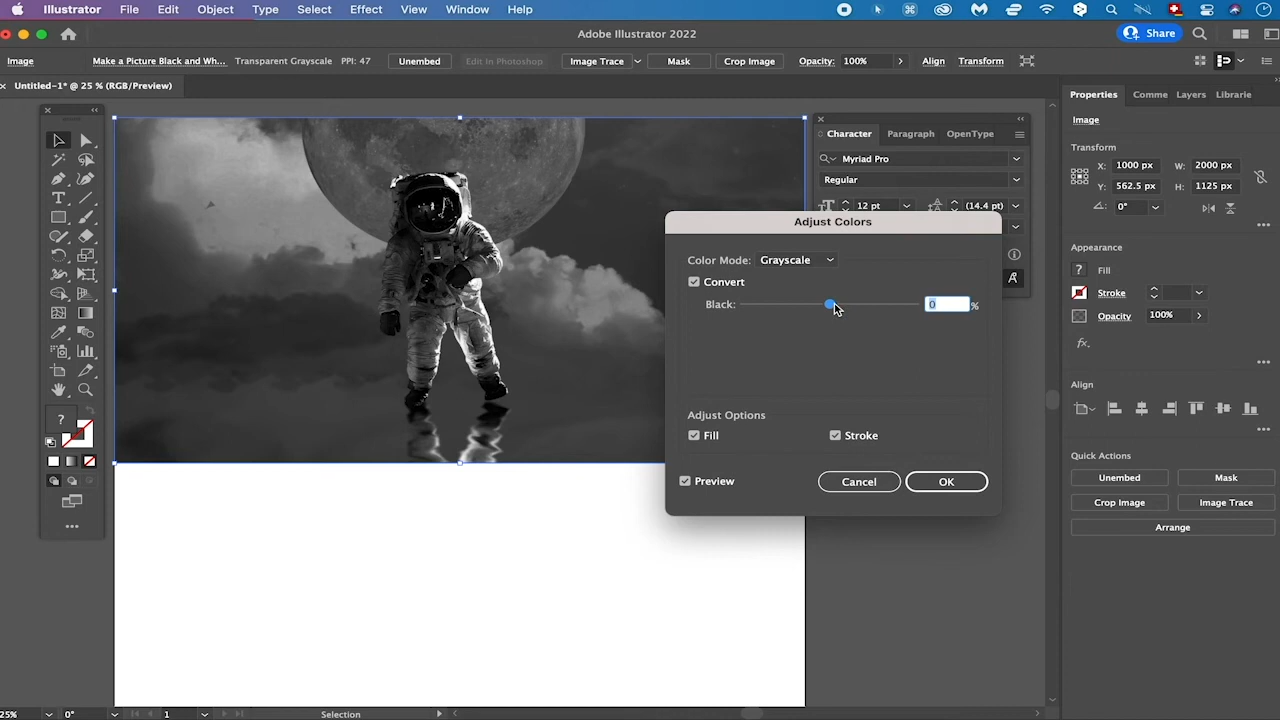 Illustrator File Edit Object Type Select Effect View Window Help
Adobe Illustrator 2022
Share
Image Make a Picture Black and Wh... Transparent Grayscale PPI: 47 Unembed Edit In Photoshop Image Trace Mask Crop Image Opacity: 100% Align Transform
Untitled-1* @ 25 % (RGB/Preview)
Properties Comme Layers Librarie
Image
Transform
X: 1000 px W: 2000 px
Y: 562.5 px H: 1125 px
0°
Appearance
? Fill
Stroke
Opacity 100%
fx.
Align
Quick Actions
Unembed Mask
Crop Image Image Trace
Arrange
Character Paragraph OpenType
Myriad Pro
Regular
12 pt (14.4 pt)
Adjust Colors
Color Mode: Grayscale
Convert
Black: 0 %
Adjust Options
Fill Stroke
Preview Cancel OK
?
25% 0° 1 Selection